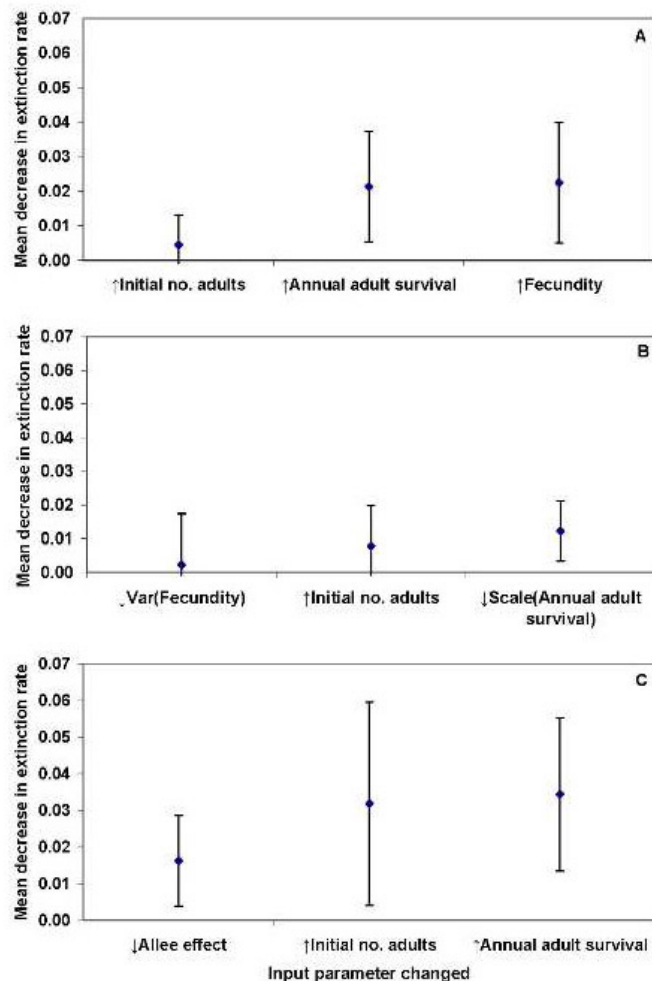 A
Mean decrease in extinction rate
0.07
0.06
0.05
0.04
0.03
0.02
0.01
0.00
↑Initial no. adults
↑Annual adult survival
↑Fecundity
B
Mean decrease in extinction rate
0.07
0.06
0.05
0.04
0.03
0.02
0.01
0.00
↓Var(Fecundity)
↑Initial no. adults
↓Scale(Annual adult
survival)
C
Mean decrease in extinction rate
0.07
0.06
0.05
0.04
0.03
0.02
0.01
0.00
↓Allee effect
↑Initial no. adults
↑Annual adult survival
Input parameter changed